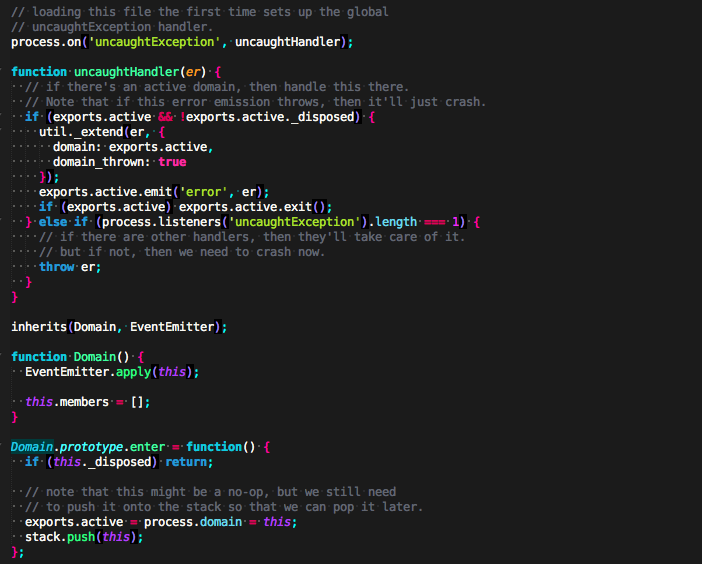 // loading this file the first time sets up the global
// uncaughtException handler.
process.on('uncaughtException', uncaughtHandler);

function uncaughtHandler(er) {
  // if there's an active domain, then handle this there.
  // Note that if this error emission throws, then it'll just crash.
  if (exports.active && !exports.active._disposed) {
    util._extend(er, {
      domain: exports.active,
      domain_thrown: true
    });
    exports.active.emit('error', er);
    if (exports.active) exports.active.exit();
  } else if (process.listeners('uncaughtException').length === 1) {
    // if there are other handlers, then they'll take care of it.
    // but if not, then we need to crash now.
    throw er;
  }
}

inherits(Domain, EventEmitter);

function Domain() {
  EventEmitter.apply(this);

  this.members = [];
}

Domain.prototype.enter = function() {
  if (this._disposed) return;

  // note that this might be a no-op, but we still need
  // to push it onto the stack so that we can pop it later.
  exports.active = process.domain = this;
  stack.push(this);
};